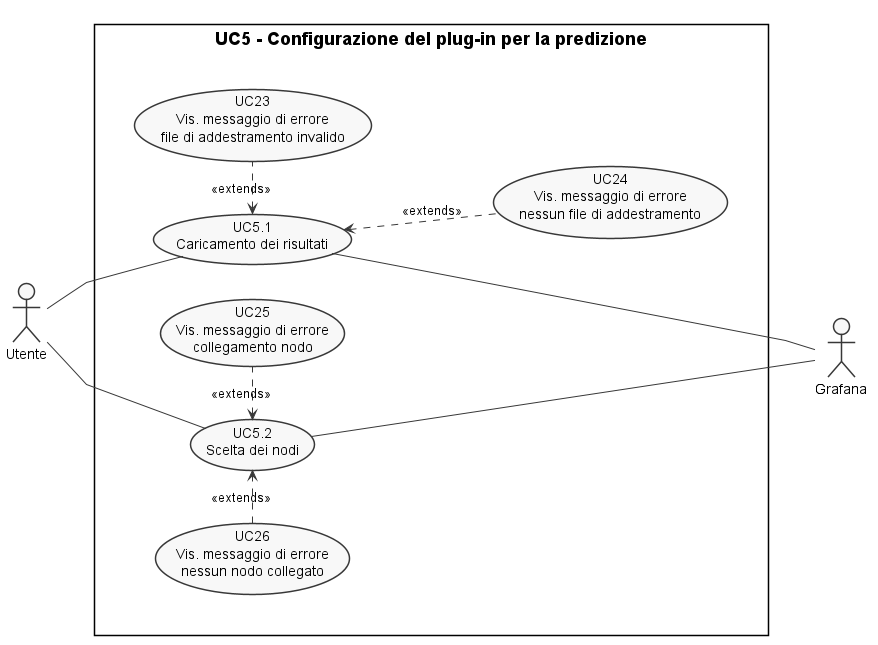 UC5 - Configurazione del plug-in per la predizione
UC23
Vis. messaggio di errore
file di addestramento invalido
UC24
Vis. messaggio di errore
nessun file di addestramento
«extends»
«extends»
UC5.1
Caricamento dei risultati
UC25
Vis. messaggio di errore
collegamento nodo
Utente
Grafana
«extends»
UC5.2
Scelta dei nodi
«extends»
UC26
Vis. messaggio di errore
nessun nodo collegato